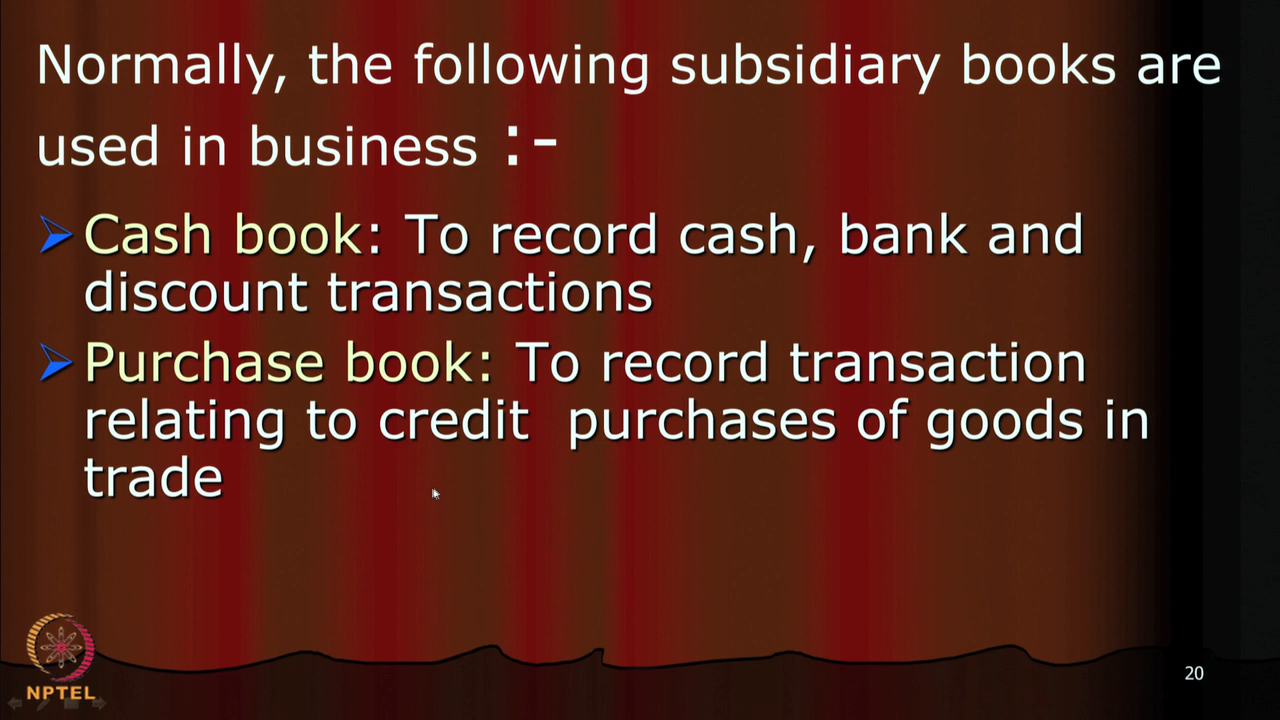 Normally, the following subsidiary books are
used in business :-
Cash book: To record cash, bank and
discount transactions
Purchase book: To record transaction
relating to credit purchases of goods in
trade
NPTEL
20